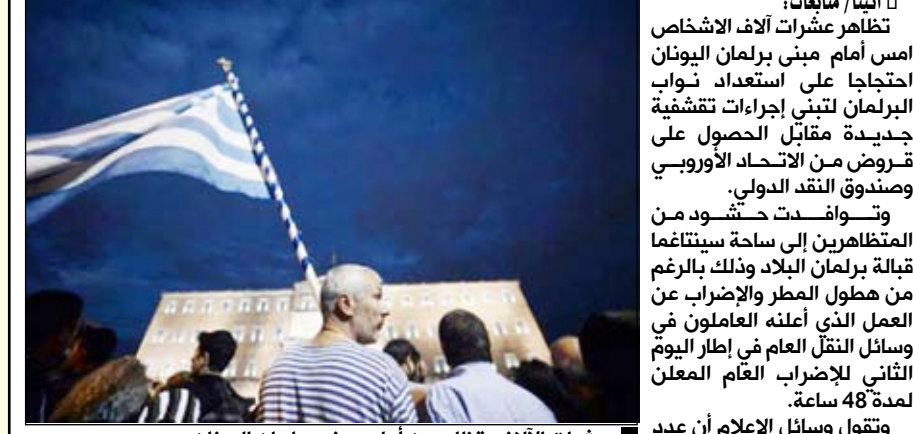 أثينا/ متابعات:
تظاهر عشرات آلاف الاشخاص
امس أمام مبنى برلمان اليونان
احتجاجا على استعداد نواب
البرلمان لتبني إجراءات تقشفية
جديدة مقابل الحصول على
قروض من الاتحاد الأوروبي
وصندوق النقد الدولي.
وتوافدت حشود من
المتظاهرين إلى ساحة سينتاغما
قبالة برلمان البلاد وذلك بالرغم
من هطول المطر والإضراب عن
العمل الذي أعلنه العاملون في
وسائل النقل العام في إطار اليوم
الثاني للإضراب العام المعلن
لمدة 48 ساعة.
وتقول وسائل الإعلام أن عدد